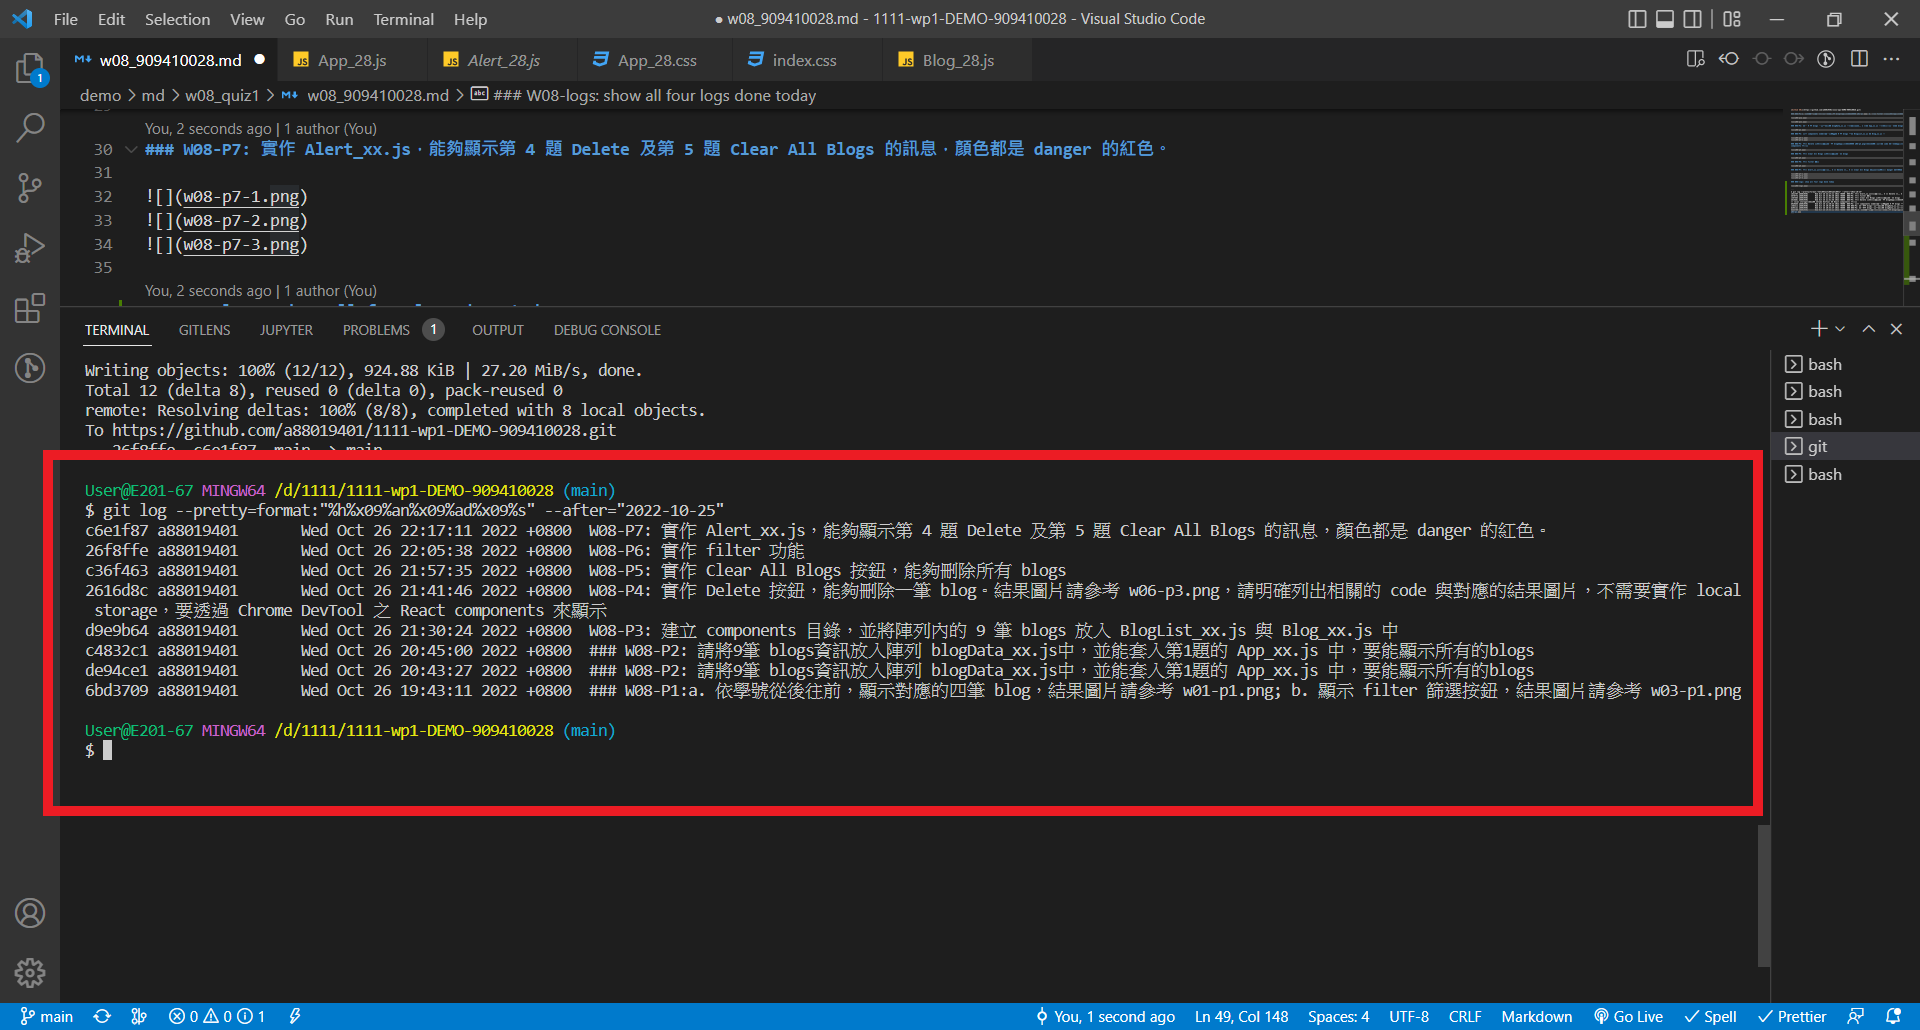 File Edit Selection View Go Run Terminal Help
● w08_909410028.md - 1111-wp1-DEMO-909410028 - Visual Studio Code
w08_909410028.md ● App_28.js Alert_28.js App_28.css index.css Blog_28.js
demo > md > w08_quiz1 > w08_909410028.md > ### W08-logs: show all four logs done today
You, 2 seconds ago | 1 author (You)
30 ### W08-P7: 實作 Alert_xx.js，能夠顯示第 4 題 Delete 及第 5 題 Clear All Blogs 的訊息，顏色都是 danger 的紅色。
31
32 ![](w08-p7-1.png)
33 ![](w08-p7-2.png)
34 ![](w08-p7-3.png)
35
You, 2 seconds ago | 1 author (You)
TERMINAL GITLENS JUPYTER PROBLEMS 1 OUTPUT DEBUG CONSOLE
Writing objects: 100% (12/12), 924.88 KiB | 27.20 MiB/s, done.
Total 12 (delta 8), reused 0 (delta 0), pack-reused 0
remote: Resolving deltas: 100% (8/8), completed with 8 local objects.
To https://github.com/a88019401/1111-wp1-DEMO-909410028.git
26f8ffe..c6e1f87 main -> main
User@E201-67 MINGW64 /d/1111/1111-wp1-DEMO-909410028 (main)
$ git log --pretty=format:"%h%x09%an%x09%ad%x09%s" --after="2022-10-25"
c6e1f87 a88019401 Wed Oct 26 22:17:11 2022 +0800 W08-P7: 實作 Alert_xx.js，能夠顯示第 4 題 Delete 及第 5 題 Clear All Blogs 的訊息，顏色都是 danger 的紅色。
26f8ffe a88019401 Wed Oct 26 22:05:38 2022 +0800 W08-P6: 實作 filter 功能
c36f463 a88019401 Wed Oct 26 21:57:35 2022 +0800 W08-P5: 實作 Clear All Blogs 按鈕，能夠刪除所有 blogs
2616d8c a88019401 Wed Oct 26 21:41:46 2022 +0800 W08-P4: 實作 Delete 按鈕，能夠刪除一筆 blog。結果圖片請參考 w06-p3.png，請明確列出相關的 code 與對應的結果圖片，不需要實作 local
storage，要透過 Chrome DevTool 之 React components 來顯示
d9e9b64 a88019401 Wed Oct 26 21:30:24 2022 +0800 W08-P3: 建立 components 目錄，並將陣列內的 9 筆 blogs 放入 BlogList_xx.js 與 Blog_xx.js 中
c4832c1 a88019401 Wed Oct 26 20:45:00 2022 +0800 ### W08-P2: 請將9筆 blogs資訊放入陣列 blogData_xx.js中，並能套入第1題的 App_xx.js 中，要能顯示所有的blogs
de94ce1 a88019401 Wed Oct 26 20:43:27 2022 +0800 ### W08-P2: 請將9筆 blogs資訊放入陣列 blogData_xx.js中，並能套入第1題的 App_xx.js 中，要能顯示所有的blogs
6bd3709 a88019401 Wed Oct 26 19:43:11 2022 +0800 ### W08-P1:a. 依學號從後往前，顯示對應的四筆 blog，結果圖片請參考 w01-p1.png; b. 顯示 filter 篩選按鈕，結果圖片請參考 w03-p1.png
User@E201-67 MINGW64 /d/1111/1111-wp1-DEMO-909410028 (main)
$
bash
bash
bash
git
bash
1
main 0 0 1 You, 1 second ago Ln 49, Col 148 Spaces: 4 UTF-8 CRLF Markdown Go Live Spell Prettier